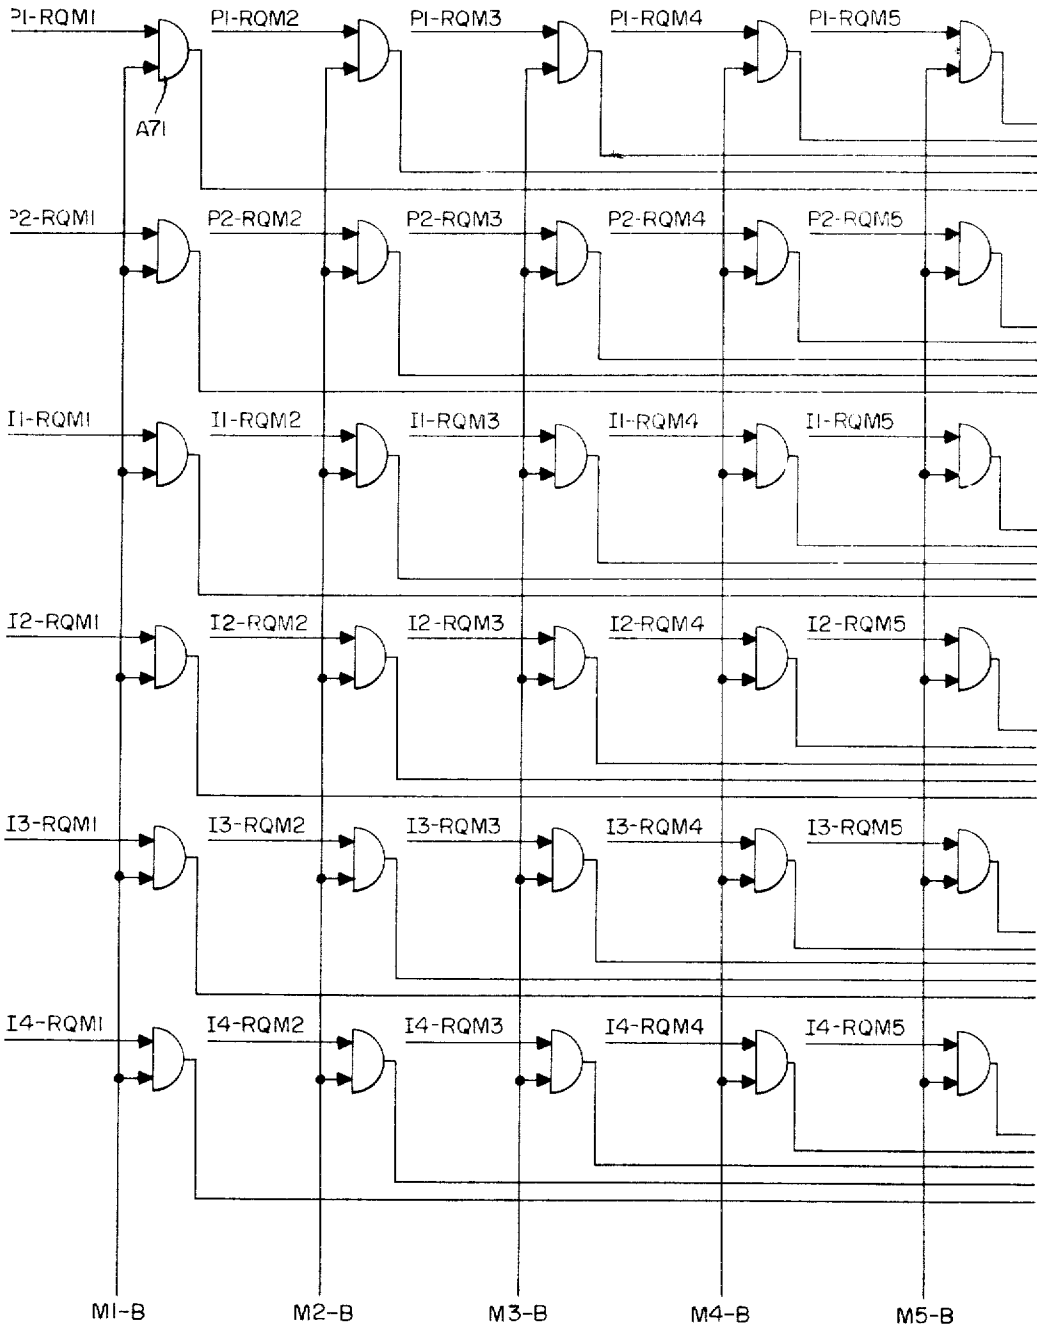 P1-RQM1 P1-RQM2 P1-RQM3 P1-RQM4 P1-RQM5
A71
P2-RQM1 P2-RQM2 P2-RQM3 P2-RQM4 P2-RQM5
I1-RQM1 I1-RQM2 I1-RQM3 I1-RQM4 I1-RQM5
I2-RQM1 I2-RQM2 I2-RQM3 I2-RQM4 I2-RQM5
I3-RQM1 I3-RQM2 I3-RQM3 I3-RQM4 I3-RQM5
I4-RQM1 I4-RQM2 I4-RQM3 I4-RQM4 I4-RQM5
M1-B M2-B M3-B M4-B M5-B